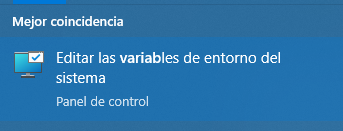 Mejor coincidencia
Editar las variables de entorno del
sistema
Panel de control